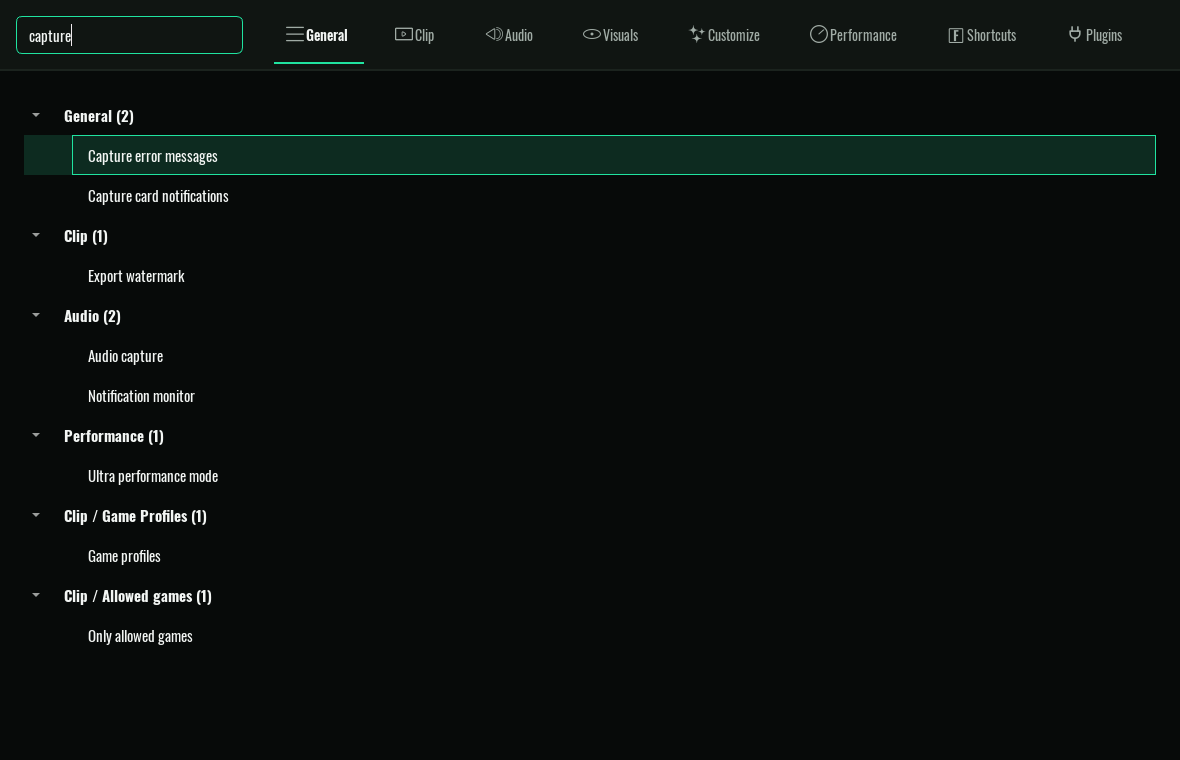 capture
General
Clip
Audio
Visuals
Customize
Performance
Shortcuts
Plugins
General (2)
Capture error messages
Capture card notifications
Clip (1)
Export watermark
Audio (2)
Audio capture
Notification monitor
Performance (1)
Ultra performance mode
Clip / Game Profiles (1)
Game profiles
Clip / Allowed games (1)
Only allowed games